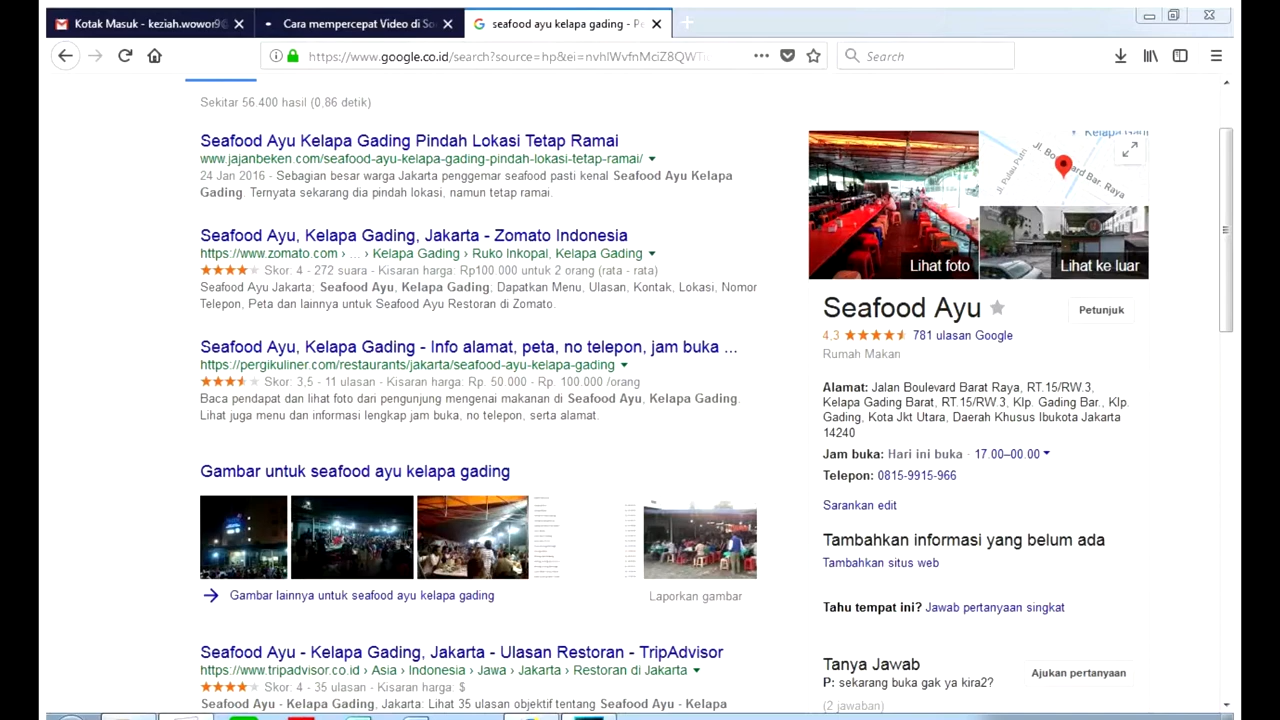 Kotak Masuk - keziah.wowor9@
Cara mempercepat Video di So
seafood ayu kelapa gading - Pe
https://www.google.co.id/search?source=hp&ei=nvhlWvfnMciZ8QWT
Search
Sekitar 56.400 hasil (0,86 detik)
Seafood Ayu Kelapa Gading Pindah Lokasi Tetap Ramai
www.jajanbeken.com/seafood-ayu-kelapa-gading-pindah-lokasi-tetap-ramai/
24 Jan 2016 - Sebagian besar warga Jakarta penggemar seafood pasti kenal Seafood Ayu Kelapa
Gading. Ternyata sekarang dia pindah lokasi, namun tetap ramai.
Seafood Ayu, Kelapa Gading, Jakarta - Zomato Indonesia
https://www.zomato.com › ... › Kelapa Gading › Ruko Inkopal, Kelapa Gading
Skor: 4 - 272 suara - Kisaran harga: Rp100 000 untuk 2 orang (rata - rata)
Seafood Ayu Jakarta; Seafood Ayu, Kelapa Gading; Dapatkan Menu, Ulasan, Kontak, Lokasi, Nomor
Telepon, Peta dan lainnya untuk Seafood Ayu Restoran di Zomato.
Seafood Ayu, Kelapa Gading - Info alamat, peta, no telepon, jam buka ...
https://pergikuliner.com/restaurants/jakarta/seafood-ayu-kelapa-gading
Skor: 3,5 - 11 ulasan - Kisaran harga: Rp. 50.000 - Rp. 100 000 /orang
Baca pendapat dan lihat foto dari pengunjung mengenai makanan di Seafood Ayu, Kelapa Gading.
Lihat juga menu dan informasi lengkap jam buka, no telepon, serta alamat.
Gambar untuk seafood ayu kelapa gading
Gambar lainnya untuk seafood ayu kelapa gading
Laporkan gambar
Seafood Ayu - Kelapa Gading, Jakarta - Ulasan Restoran - TripAdvisor
https://www.tripadvisor.co.id › Asia › Indonesia › Jawa › Jakarta › Restoran di Jakarta
Skor: 4 - 35 ulasan - Kisaran harga: $
Seafood Ayu - Kelapa Gading, Jakarta: Lihat 35 ulasan objektif tentang Seafood Ayu - Kelapa
Kelapa Gadi
Jl. Pulau Putri
Jl. Bo
vard Bar. Raya
Lihat foto
Lihat ke luar
Seafood Ayu
Petunjuk
4,3
781 ulasan Google
Rumah Makan
Alamat: Jalan Boulevard Barat Raya, RT.15/RW.3,
Kelapa Gading Barat, RT.15/RW.3, Klp. Gading Bar., Klp.
Gading, Kota Jkt Utara, Daerah Khusus Ibukota Jakarta
14240
Jam buka: Hari ini buka · 17.00–00.00
Telepon: 0815-9915-966
Sarankan edit
Tambahkan informasi yang belum ada
Tambahkan situs web
Tahu tempat ini? Jawab pertanyaan singkat
Tanya Jawab
Ajukan pertanyaan
P: sekarang buka gak ya kira2?
(2 jawaban)